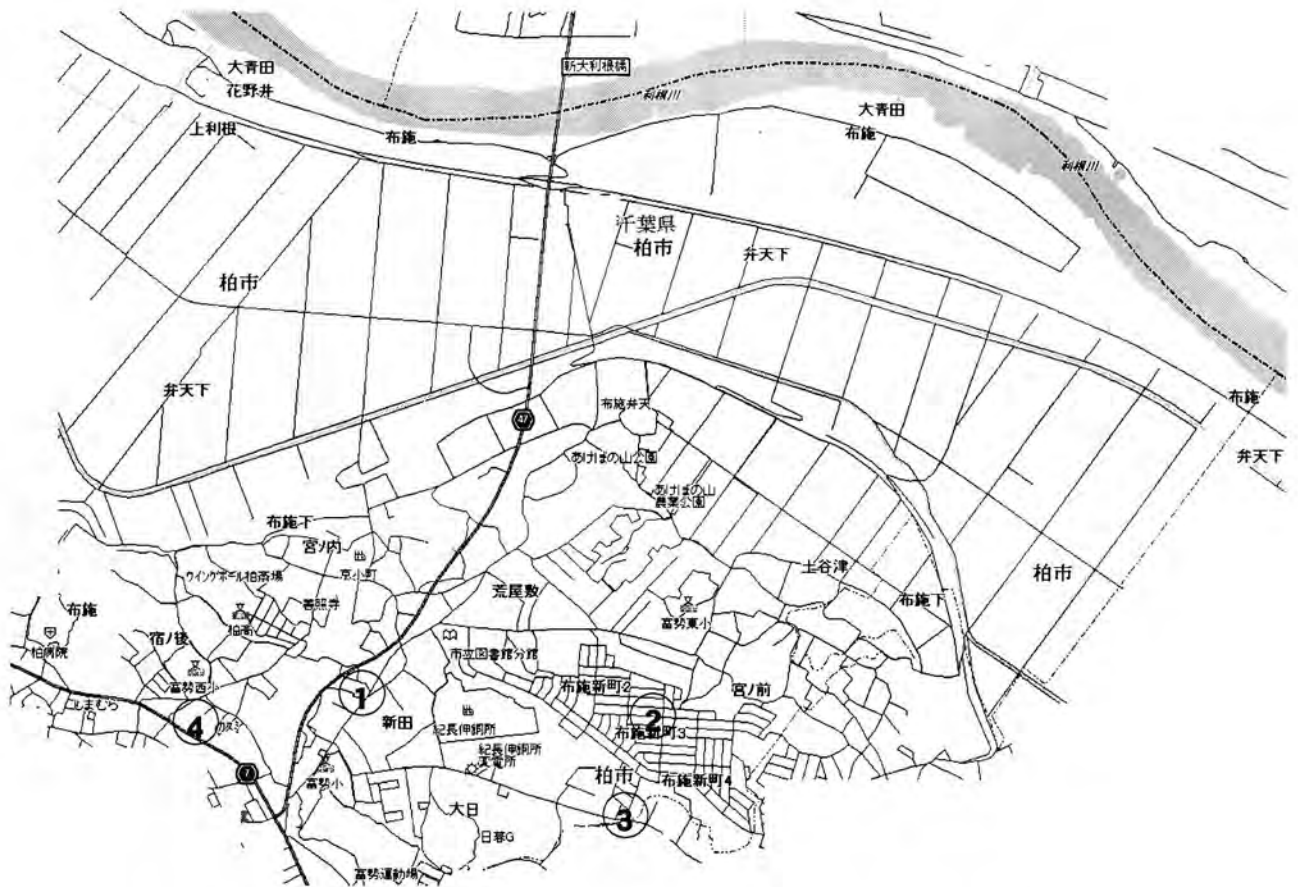 大青田
花野井
新大利根橋
利根川
大青田
布施
上利根
布施
利根川
千葉県
柏市
弁天下
柏市
弁天下
布施
47
布施弁天
弁天下
あけぼの山公園
あけぼの山
農業公園
布施下
宮ノ内
京小町
ウイングボール柏斎場
荒屋敷
土谷津
柏市
布施
善照寺
布施下
宿ノ後
柏高
富勢東小
柏病院
市立図書館分館
富勢西小
布施新町2
宮ノ前
しまむら
1
新田
紀長伸銅所
2
4
カスミ
布施新町3
紀長伸銅所
変電所
柏市
布施新町4
7
富勢小
大日
3
日暮G
富勢運動場